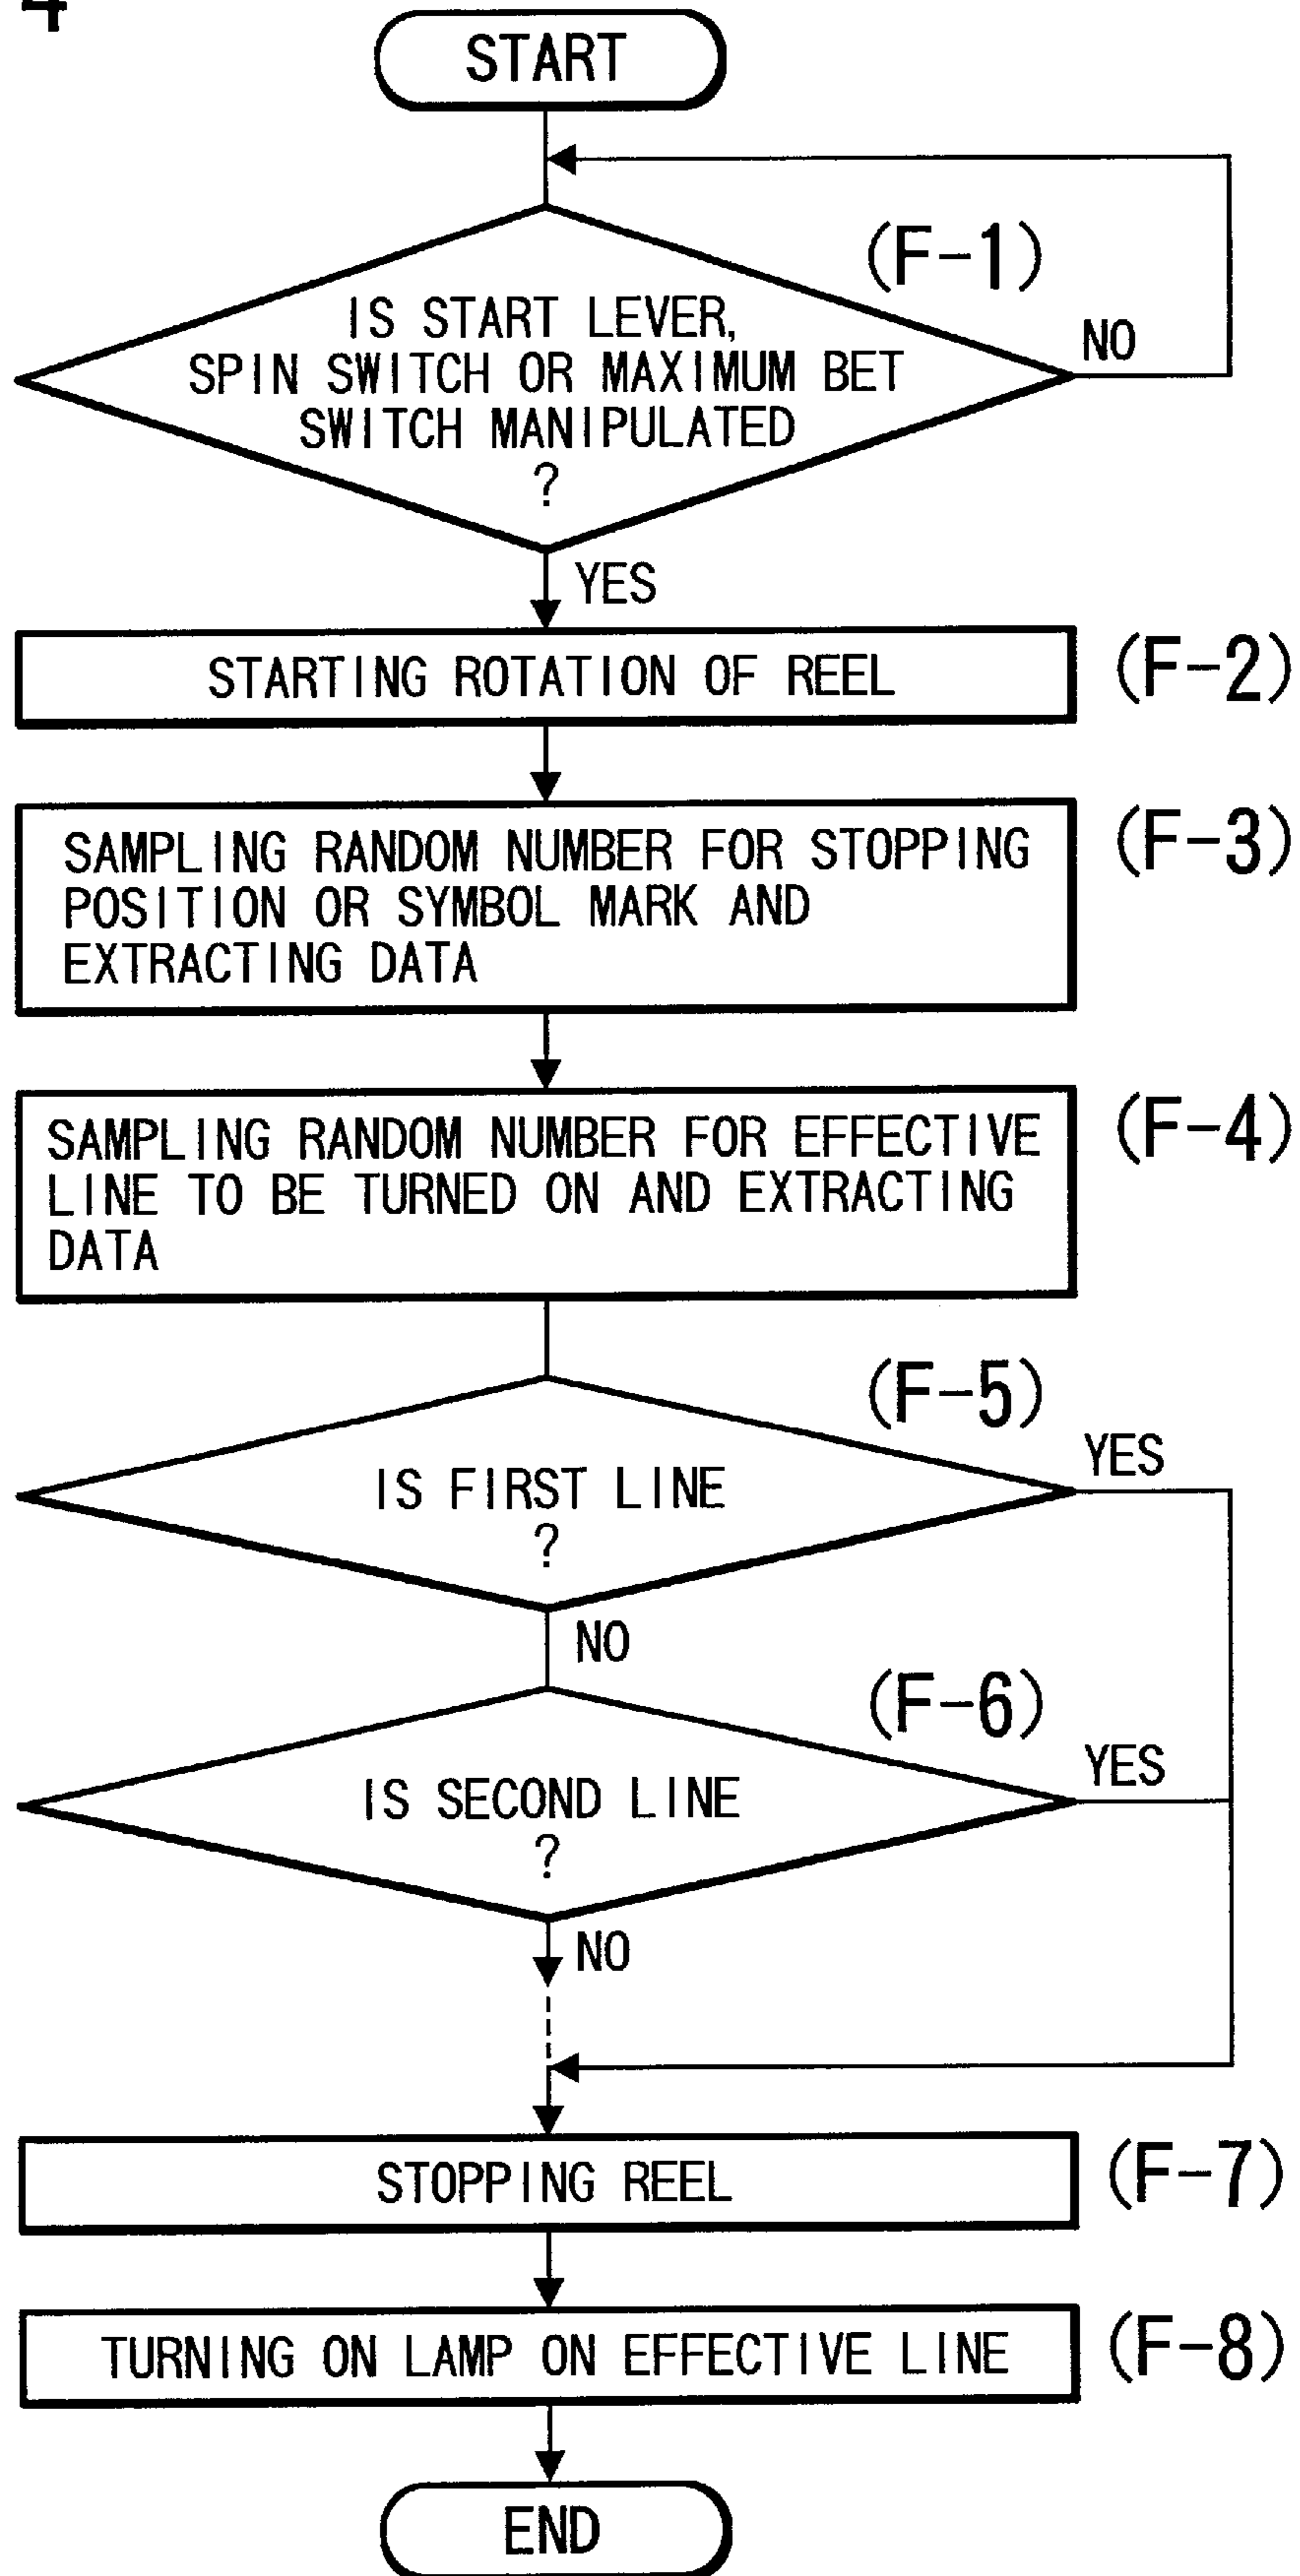 4
START
(F-1)
IS START LEVER,
NO
SPIN SWITCH OR MAXIMUM BET
SWITCH MANIPULATED
?
YES
STARTING ROTATION OF REEL
(F-2)
SAMPLING RANDOM NUMBER FOR STOPPING
POSITION OR SYMBOL MARK AND
EXTRACTING DATA
(F-3)
SAMPLING RANDOM NUMBER FOR EFFECTIVE
LINE TO BE TURNED ON AND EXTRACTING
DATA
(F-4)
(F-5)
YES
IS FIRST LINE
?
NO
(F-6)
YES
IS SECOND LINE
?
NO
STOPPING REEL
(F-7)
TURNING ON LAMP ON EFFECTIVE LINE
(F-8)
END